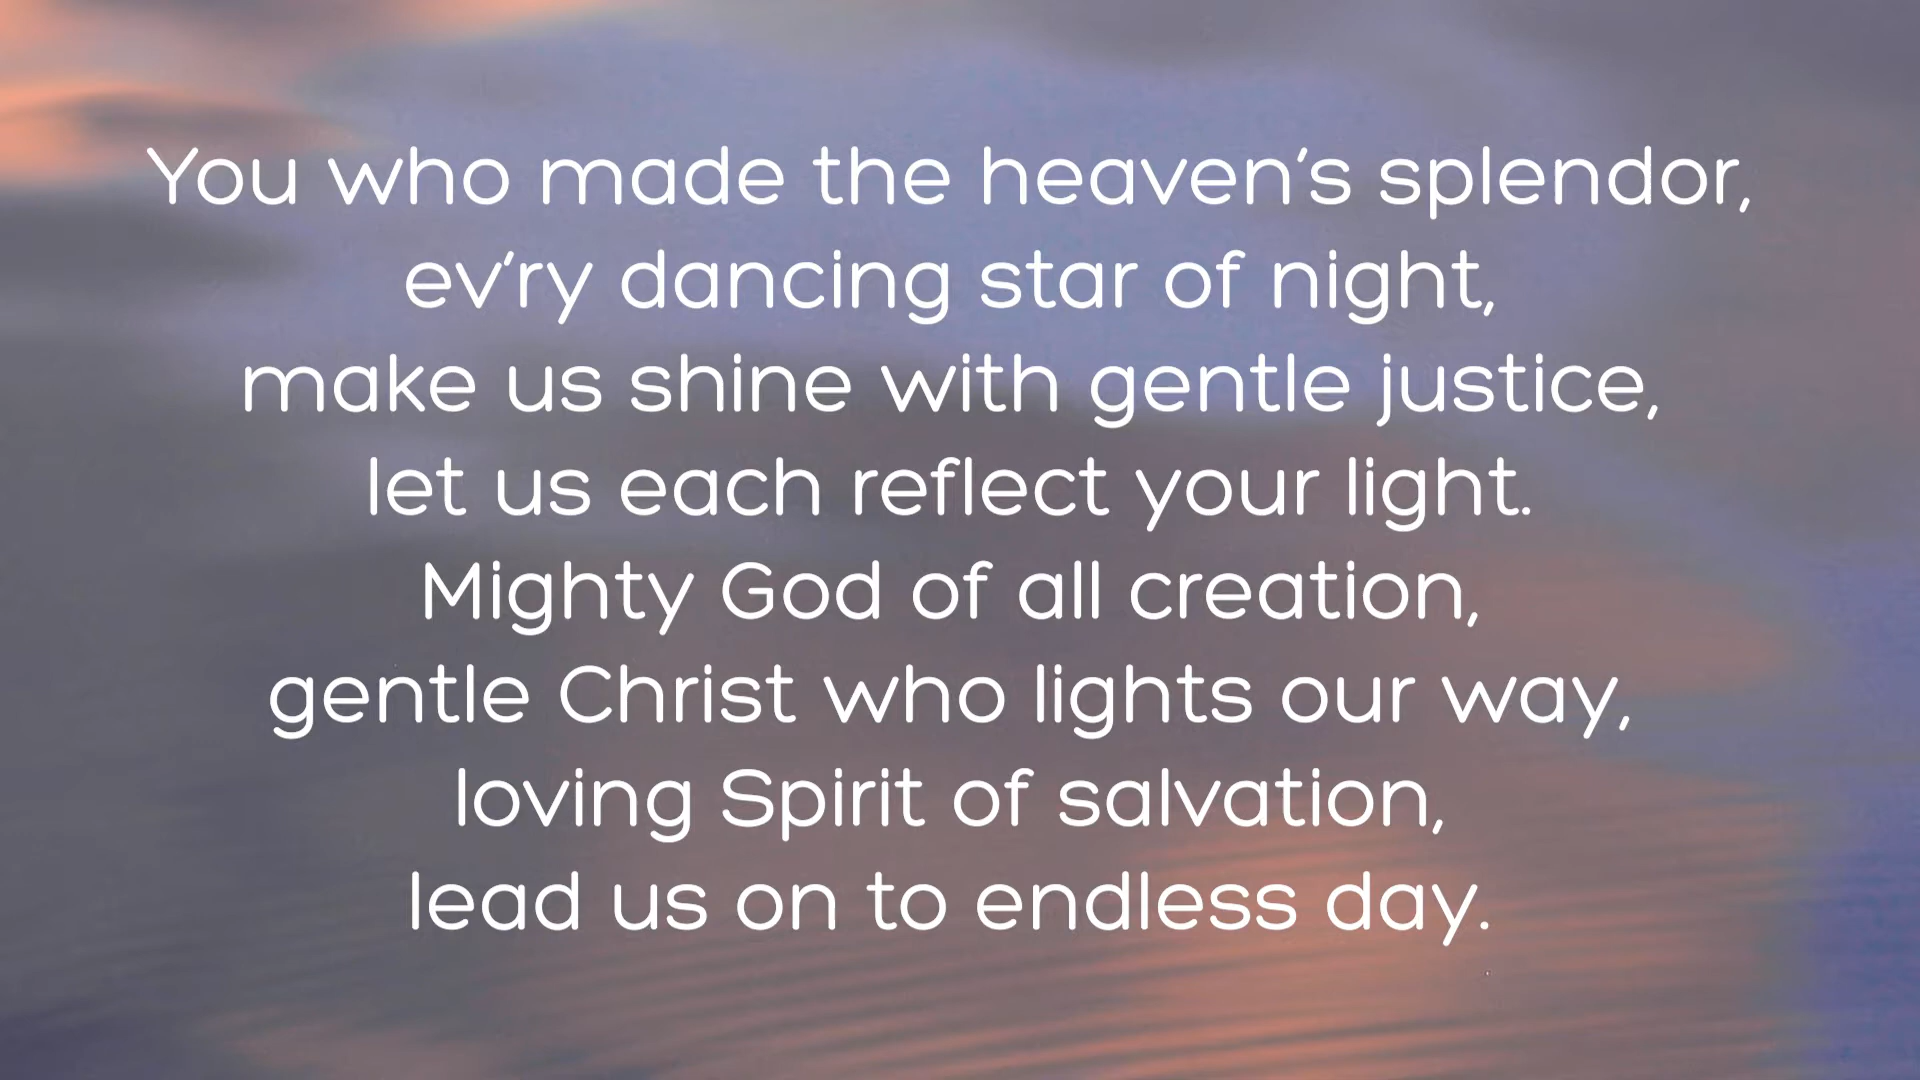 You who made the heaven’s splendor,
ev’ry dancing star of night,
make us shine with gentle justice,
let us each reflect your light.
Mighty God of all creation,
gentle Christ who lights our way,
loving Spirit of salvation,
lead us on to endless day.